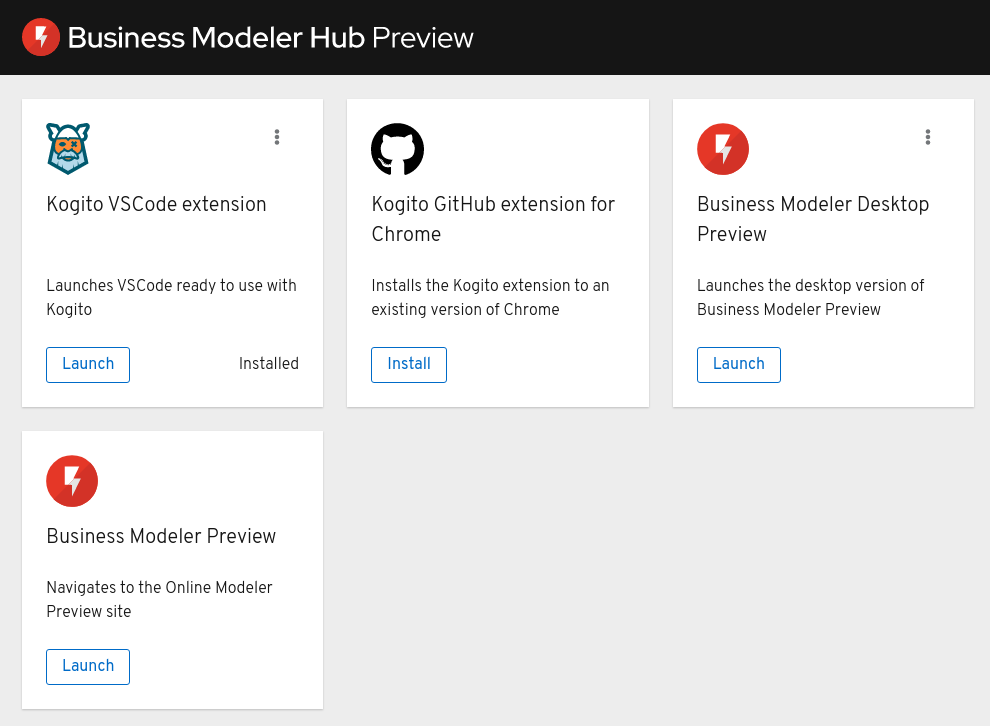 Business Modeler Hub Preview
Kogito VSCode extension
Launches VSCode ready to use with
Kogito
Launch
Installed
Kogito GitHub extension for
Chrome
Installs the Kogito extension to an
existing version of Chrome
Install
Business Modeler Desktop
Preview
Launches the desktop version of
Business Modeler Preview
Launch
Business Modeler Preview
Navigates to the Online Modeler
Preview site
Launch